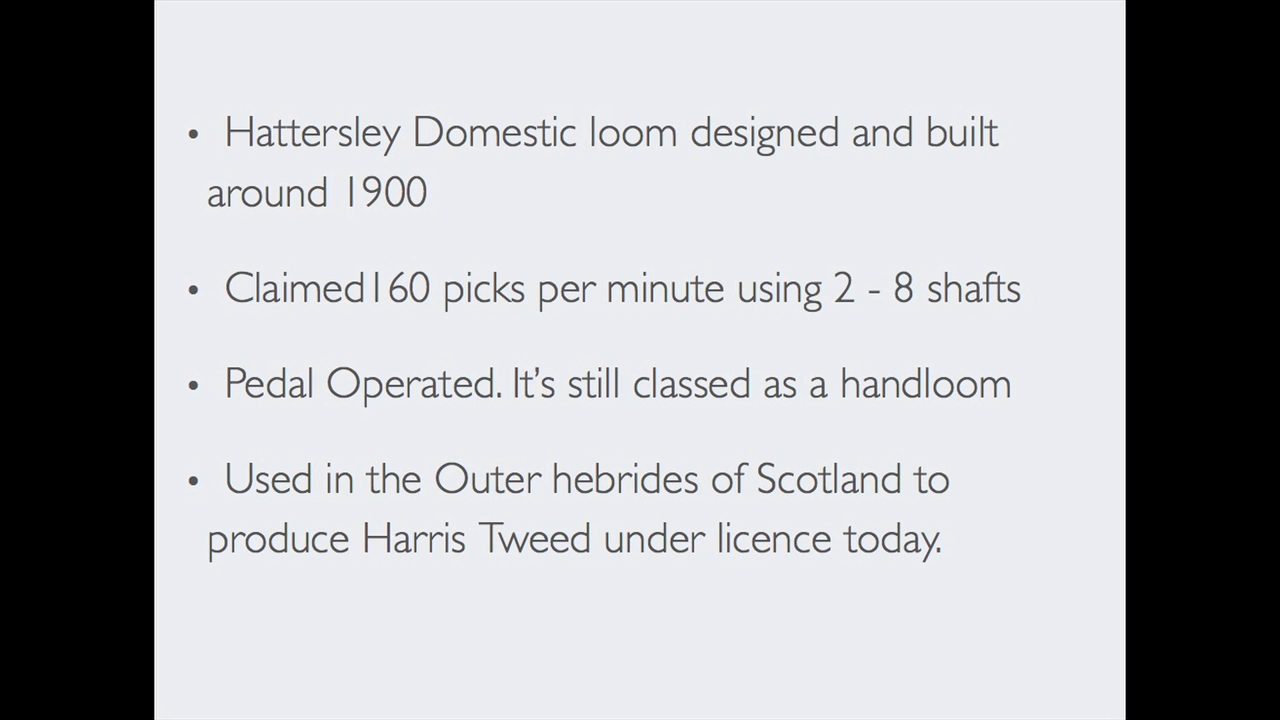 • Hattersley Domestic loom designed and built
around 1900
• Claimed160 picks per minute using 2 - 8 shafts
• Pedal Operated. It’s still classed as a handloom
• Used in the Outer hebrides of Scotland to
produce Harris Tweed under licence today.